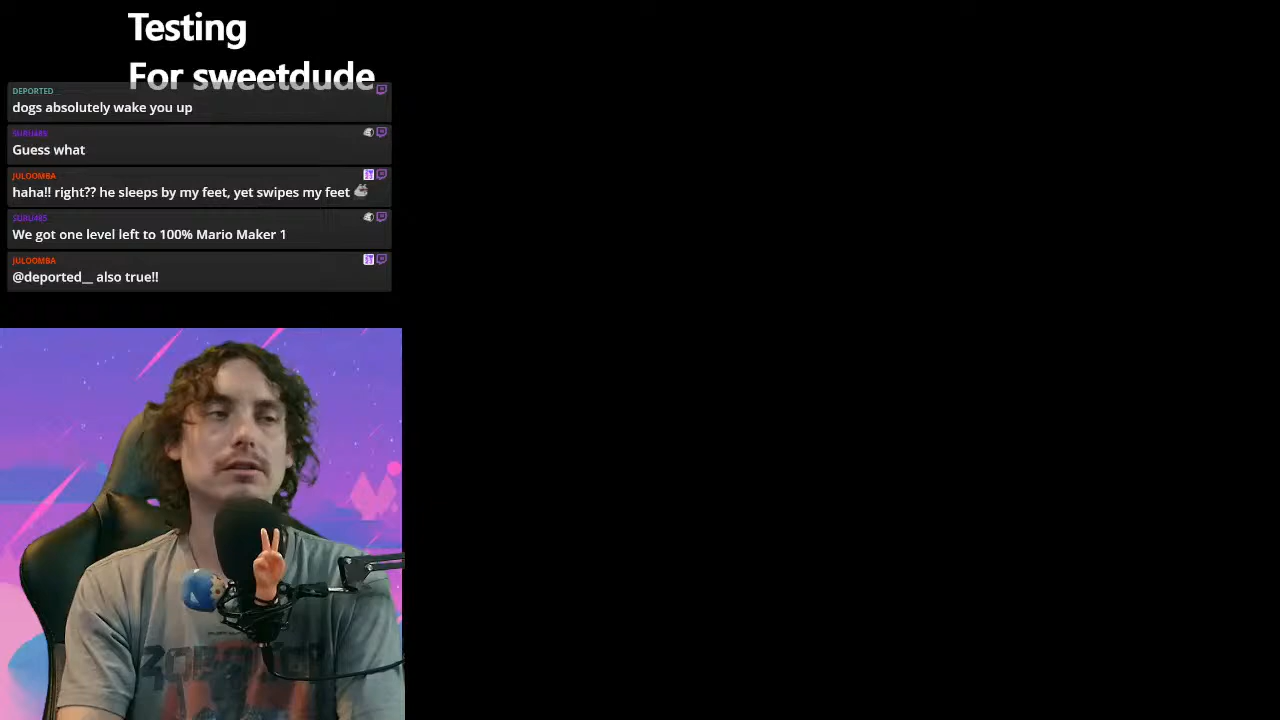 Testing
For sweetdude
DEPORTED__
dogs absolutely wake you up
Guess what
JULOOMBA
haha!! right?? he sleeps by my feet, yet swipes my feet
We got one level left to 100% Mario Maker 1
JULOOMBA
@deported__ also true!!